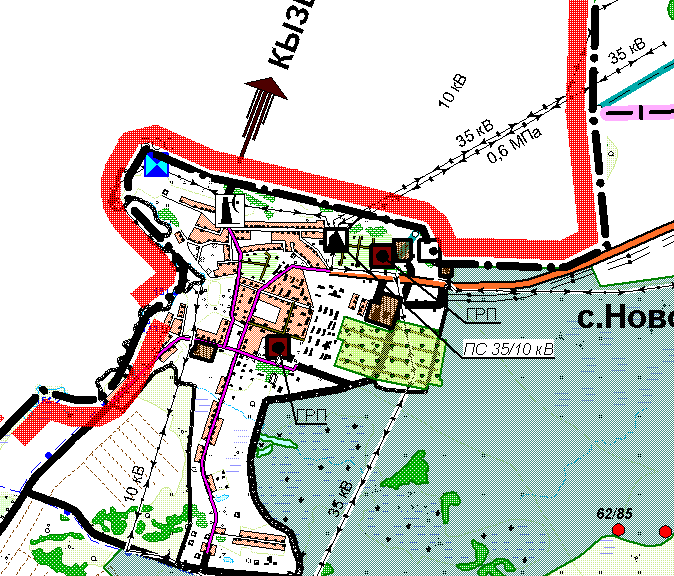 КЫЗЫ
35 кВ
10 кВ
35 кВ
0,6 МПа
ГРП
с.Ново
ПС 35/10 кВ
ГРП
10 кВ
35 кВ
62/85